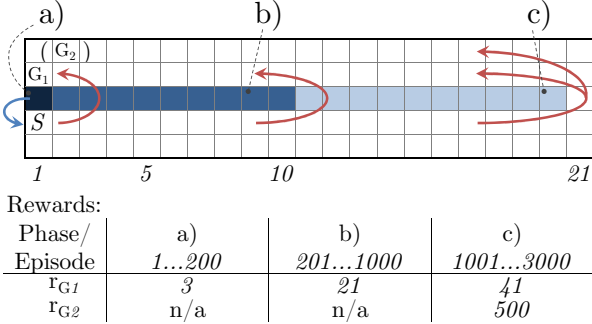 a) b) c)
( G2 )
G1
S
1 5 10 21
Rewards:
Phase/ a) b) c)
Episode 1...200 201...1000 1001...3000
rG1 3 21 41
rG2 n/a n/a 500